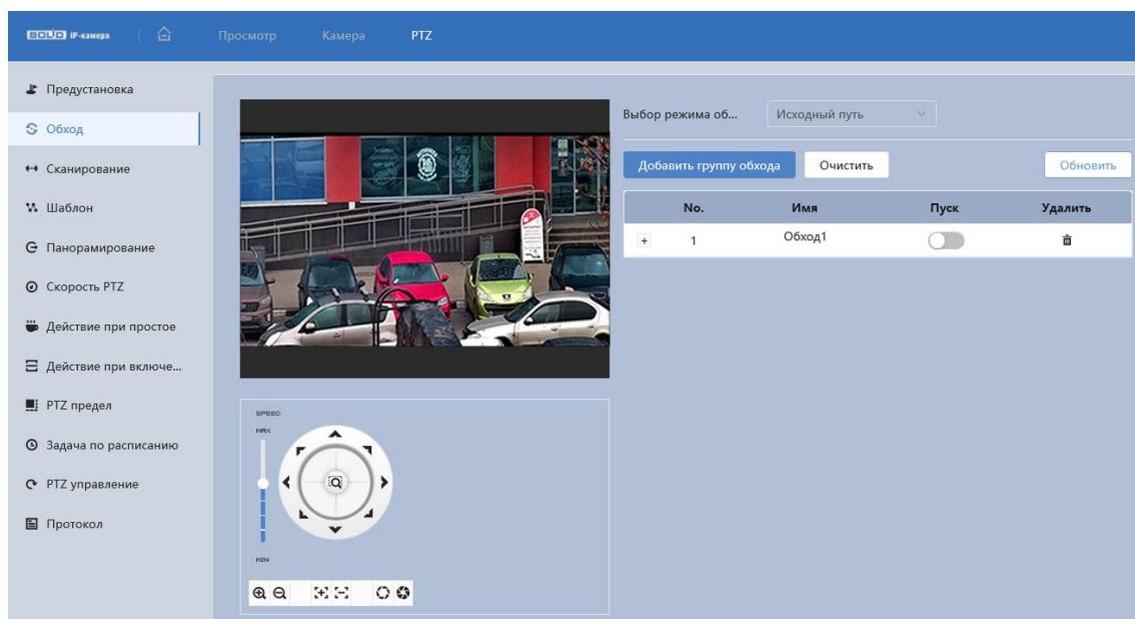 BOLID IP-камера Просмотр Камера PTZ
Предустановка
Обход
Сканирование
Шаблон
Панорамирование
Скорость PTZ
Действие при простое
Действие при включе...
PTZ предел
Задача по расписанию
PTZ управление
Протокол
SPEED
MAX
MIN
Выбор режима об... Исходный путь
Добавить группу обхода Очистить Обновить
No. Имя Пуск Удалить
1 Обход1